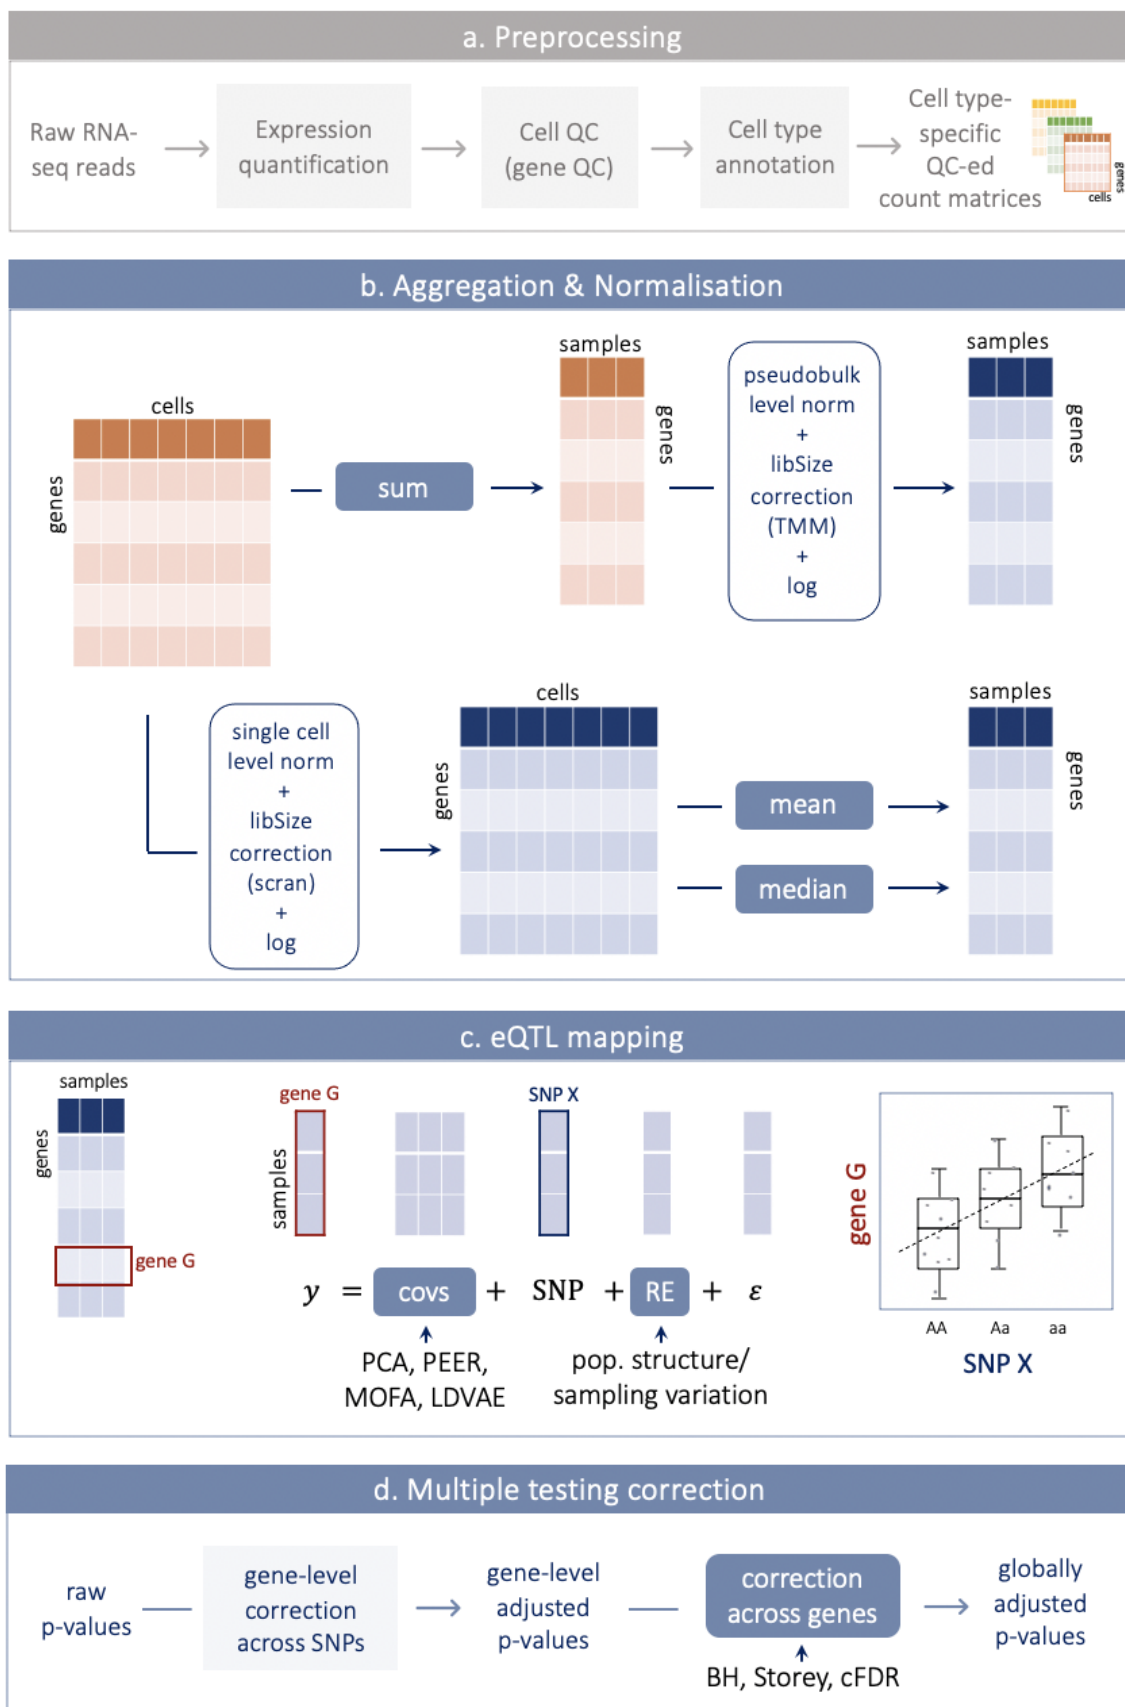 a. Preprocessing
Raw RNA-
seq reads
Expression
quantification
Cell QC
(gene QC)
Cell type
annotation
Cell type-
specific
QC-ed
count matrices
genes
cells
b. Aggregation & Normalisation
cells
genes
sum
samples
genes
pseudobulk
level norm
+
libSize
correction
(TMM)
+
log
samples
genes
single cell
level norm
+
libSize
correction
(scran)
+
log
cells
genes
mean
median
samples
genes
c. eQTL mapping
samples
genes
gene G
gene G
samples
SNP X
y = covs + SNP + RE + ε
PCA, PEER,
MOFA, LDVAE
pop. structure/
sampling variation
gene G
AA Aa aa
SNP X
d. Multiple testing correction
raw
p-values
gene-level
correction
across SNPs
gene-level
adjusted
p-values
correction
across genes
BH, Storey, cFDR
globally
adjusted
p-values